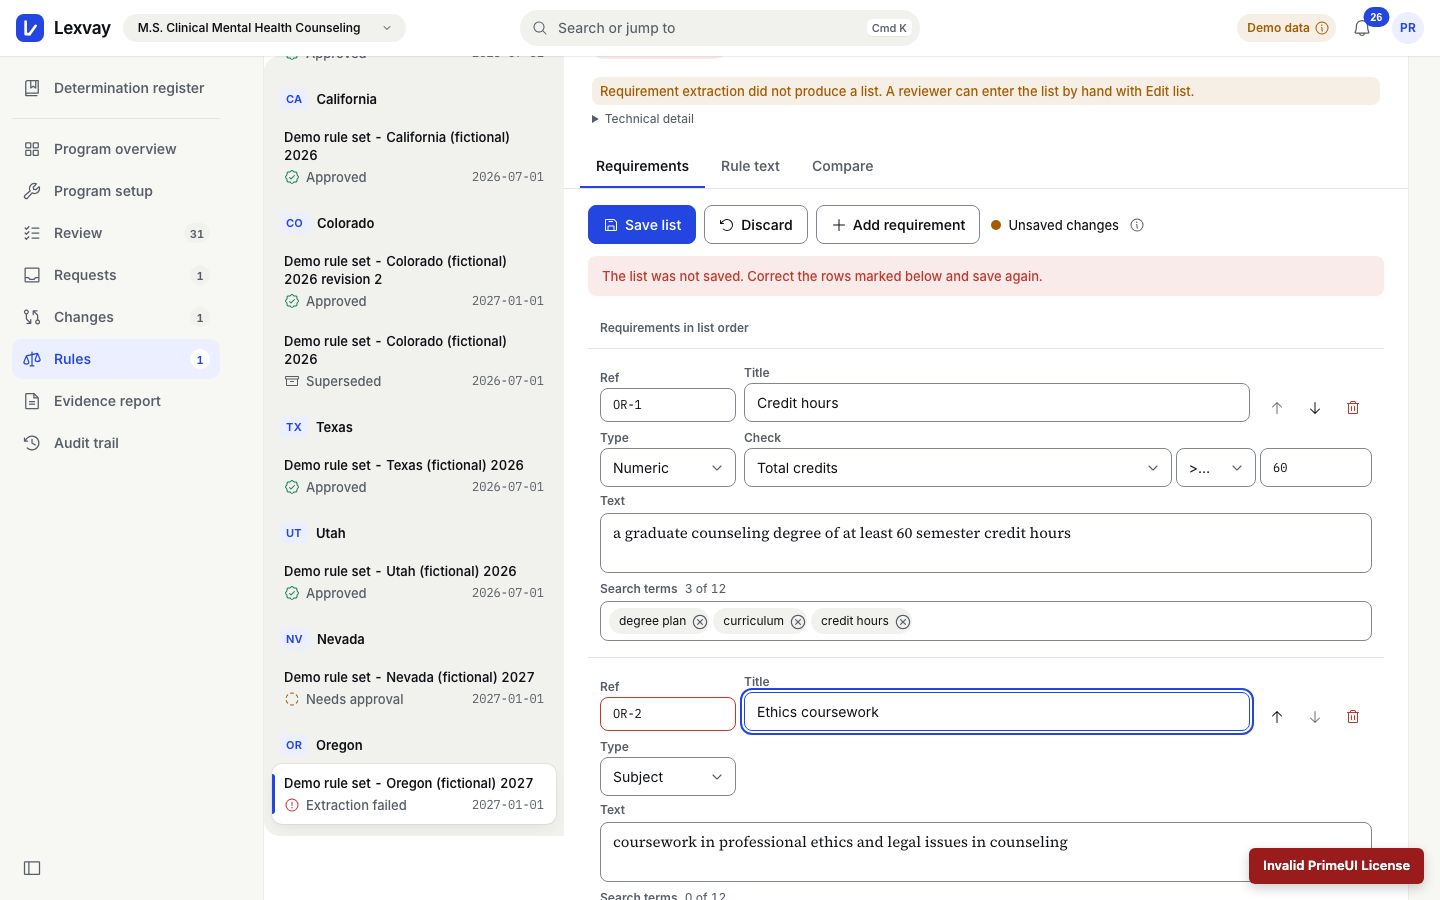 Lexvay
M.S. Clinical Mental Health Counseling
Search or jump to
Cmd K
Demo data
26
PR
Determination register
Program overview
Program setup
Review
31
Requests
1
Changes
1
Rules
1
Evidence report
Audit trail
Approved
CA
California
Demo rule set - California (fictional)
2026
Approved
2026-07-01
CO
Colorado
Demo rule set - Colorado (fictional)
2026 revision 2
Approved
2027-01-01
Demo rule set - Colorado (fictional)
2026
Superseded
2026-07-01
TX
Texas
Demo rule set - Texas (fictional) 2026
Approved
2026-07-01
UT
Utah
Demo rule set - Utah (fictional) 2026
Approved
2026-07-01
NV
Nevada
Demo rule set - Nevada (fictional) 2027
Needs approval
2027-01-01
OR
Oregon
Demo rule set - Oregon (fictional) 2027
Extraction failed
2027-01-01
Requirement extraction did not produce a list. A reviewer can enter the list by hand with Edit list.
Technical detail
Requirements
Rule text
Compare
Save list
Discard
Add requirement
Unsaved changes
The list was not saved. Correct the rows marked below and save again.
Requirements in list order
Ref
Title
OR-1
Credit hours
Type
Check
Numeric
Total credits
>...
60
Text
a graduate counseling degree of at least 60 semester credit hours
Search terms 3 of 12
degree plan
curriculum
credit hours
Ref
Title
OR-2
Ethics coursework
Type
Subject
Text
coursework in professional ethics and legal issues in counseling
Search terms 0 of 12
Invalid PrimeUI License